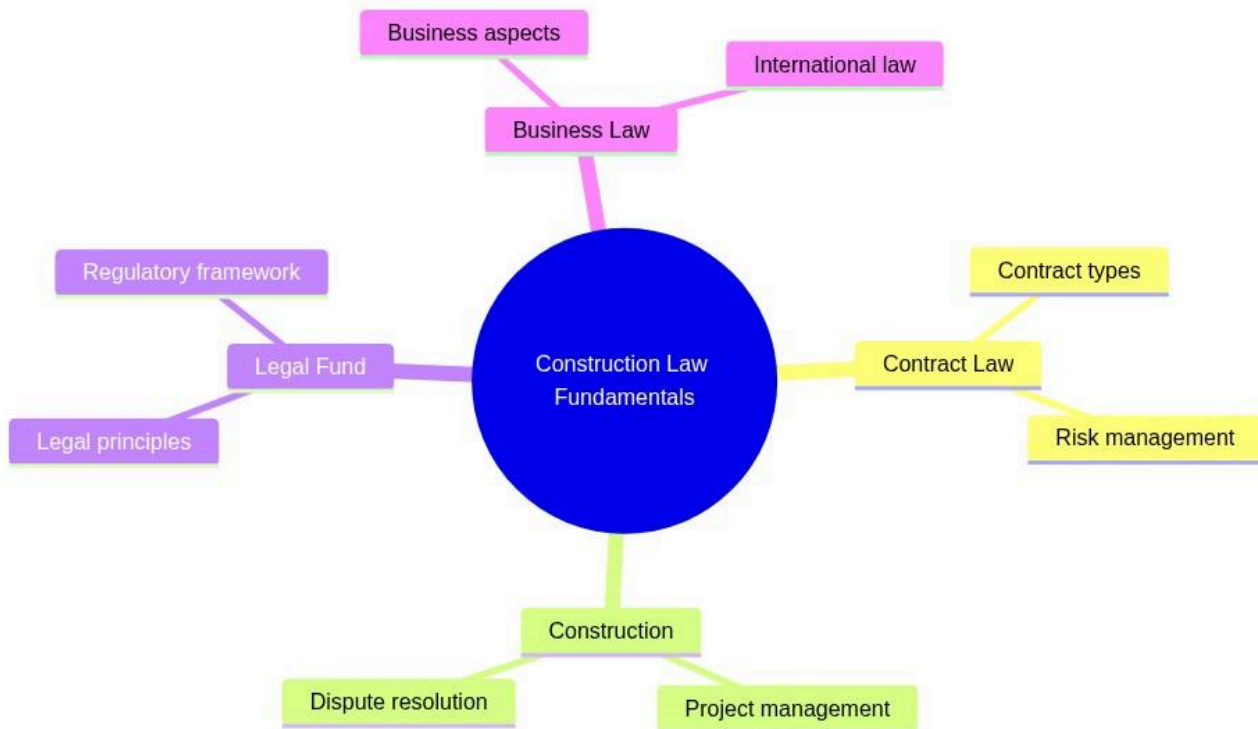 Business aspects
International law
Business Law
Regulatory framework
Legal Fund
Legal principles
Construction Law
Fundamentals
Contract types
Contract Law
Risk management
Construction
Dispute resolution
Project management